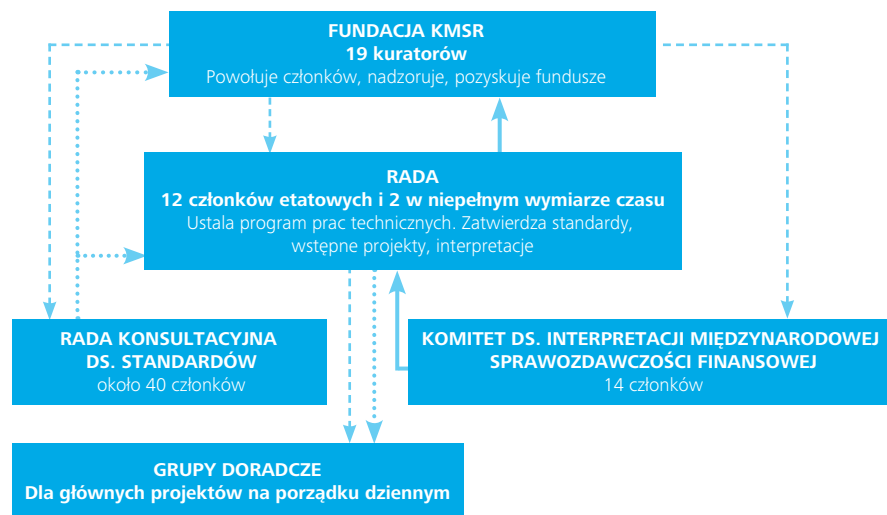 FUNDACJA KMSR
19 kuratorów
Powołuje członków, nadzoruje, pozyskuje fundusze
RADA
12 członków etatowych i 2 w niepełnym wymiarze czasu
Ustala program prac technicznych. Zatwierdza standardy,
wstępne projekty, interpretacje
RADA KONSULTACYJNA
DS. STANDARDÓW
około 40 członków
KOMITET DS. INTERPRETACJI MIĘDZYNARODOWEJ
SPRAWOZDAWCZOŚCI FINANSOWEJ
14 członków
GRUPY DORADCZE
Dla głównych projektów na porządku dziennym